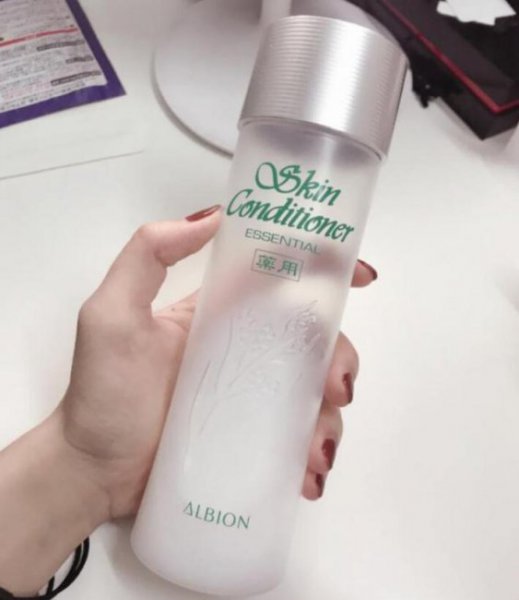 Skin
Conditioner
ESSENTIAL
薬用
ALBION